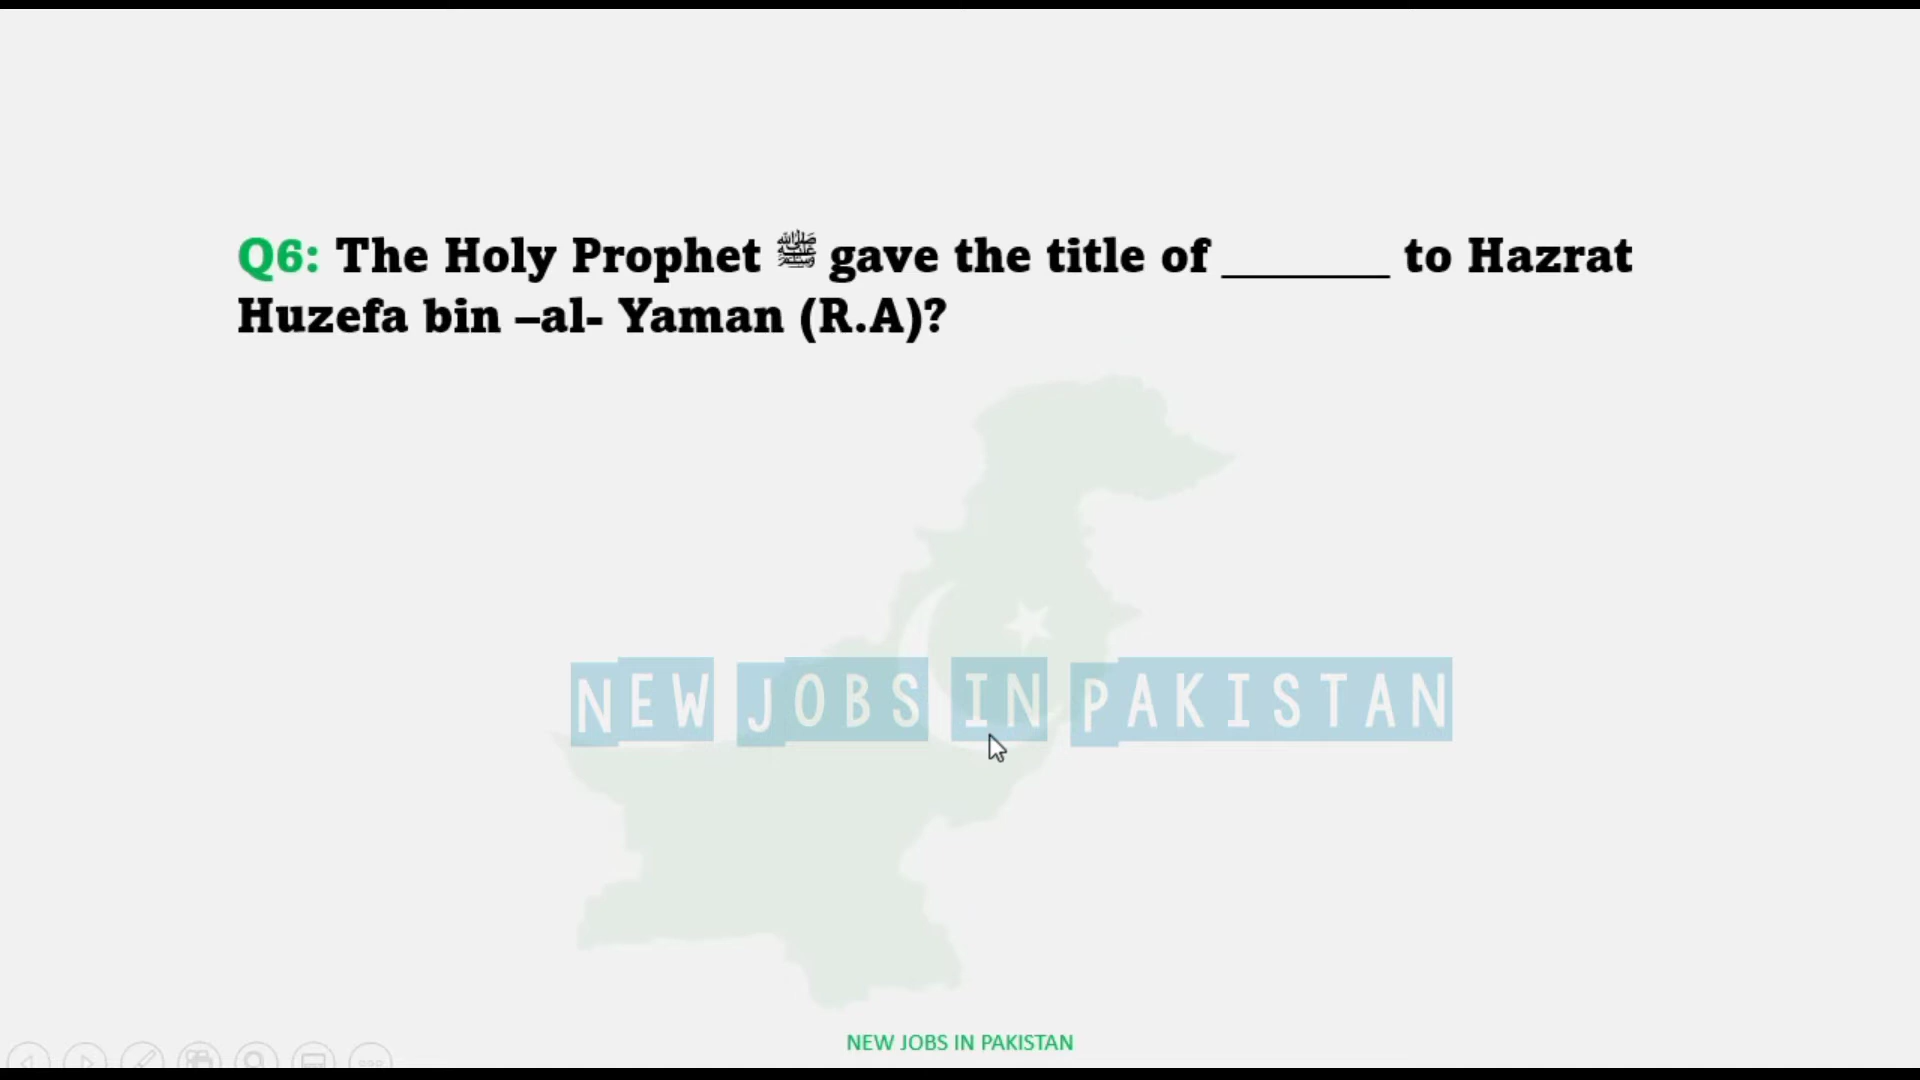 Q6: The Holy Prophet ﷺ gave the title of _______ to Hazrat
Huzefa bin –al- Yaman (R.A)?
NEW JOBS IN PAKISTAN
NEW JOBS IN PAKISTAN